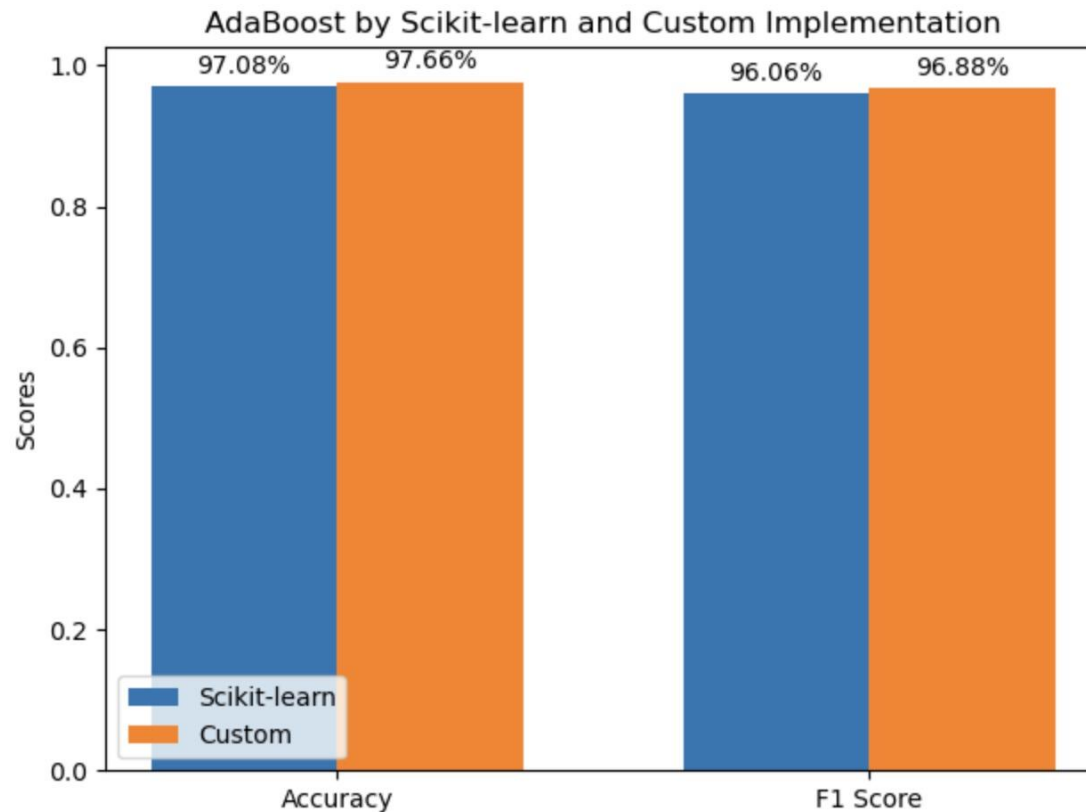 AdaBoost by Scikit-learn and Custom Implementation
97.08%
97.66%
96.06%
96.88%
1.0
0.8
0.6
0.4
0.2
0.0
Scores
Scikit-learn
Custom
Accuracy
F1 Score